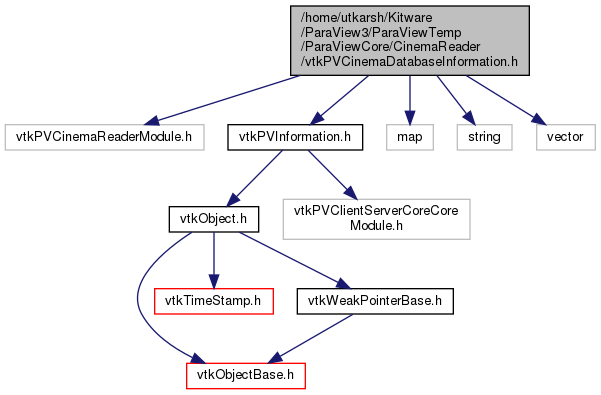 /home/utkarsh/Kitware
/ParaView3/ParaViewTemp
/ParaViewCore/CinemaReader
/vtkPVCinemaDatabaseInformation.h
vtkPVCinemaReaderModule.h
vtkPVInformation.h
map
string
vector
vtkObject.h
vtkPVClientServerCoreCore
Module.h
vtkTimeStamp.h
vtkWeakPointerBase.h
vtkObjectBase.h